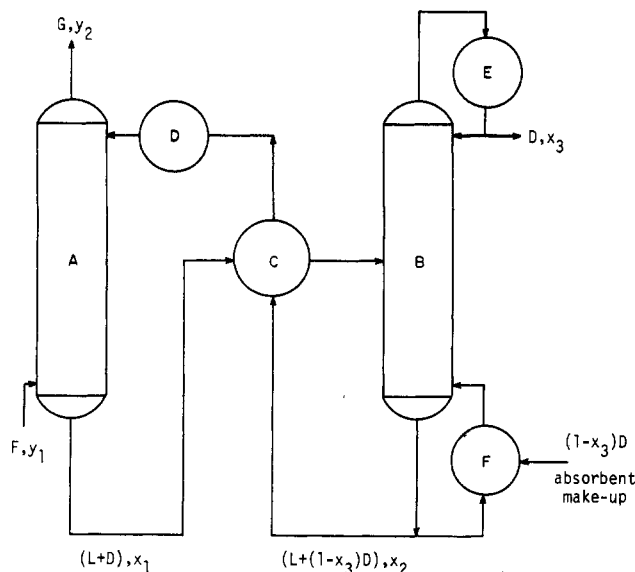 G,y2
E
D
D,x3
A
C
B
F,y1
(1-x3)D
F
absorbent
make-up
(L+D),x1
(L+(1-x3)D),x2